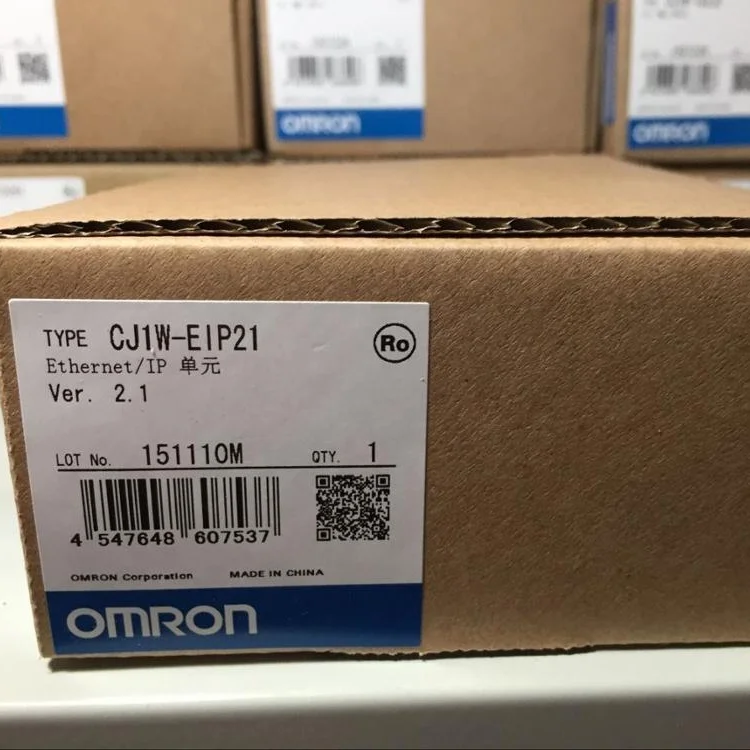 OMRON
OMRON
TYPE CJ1W-EIP21
Ro
Ethernet/IP 单元
Ver. 2.1
LOT No. 151110M QTY. 1
4 547648 607537
OMRON Corporation MADE IN CHINA
OMRON